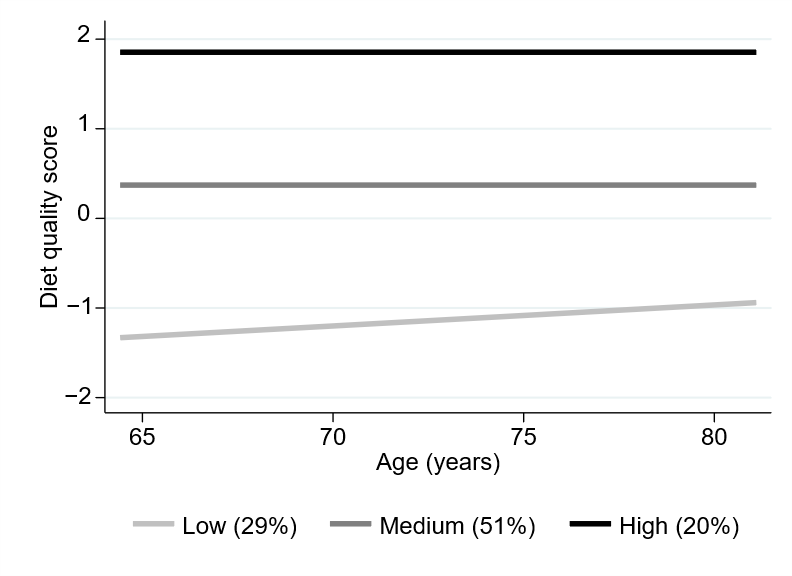 2
1
0
−1
−2
Diet quality score
65 70 75 80
Age (years)
Low (29%) Medium (51%) High (20%)